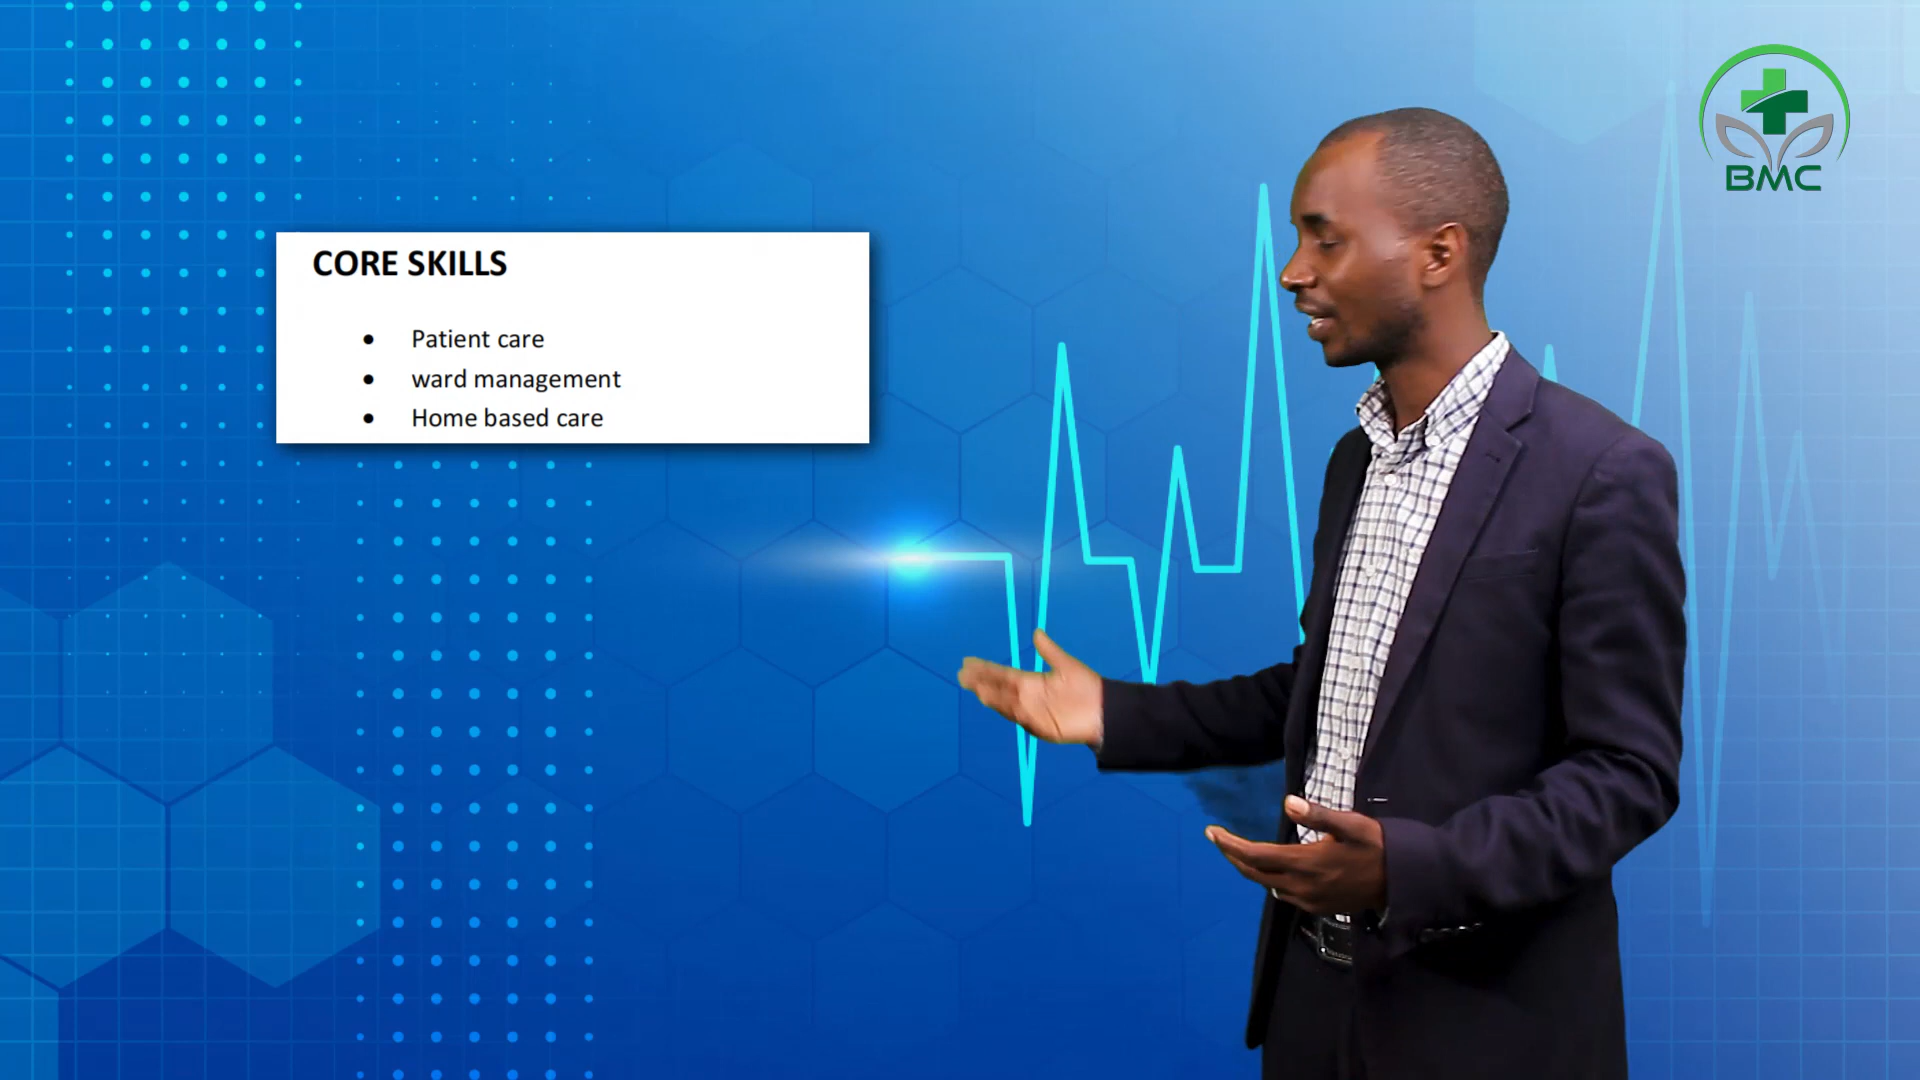 CORE SKILLS
• Patient care
• ward management
• Home based care
BMC